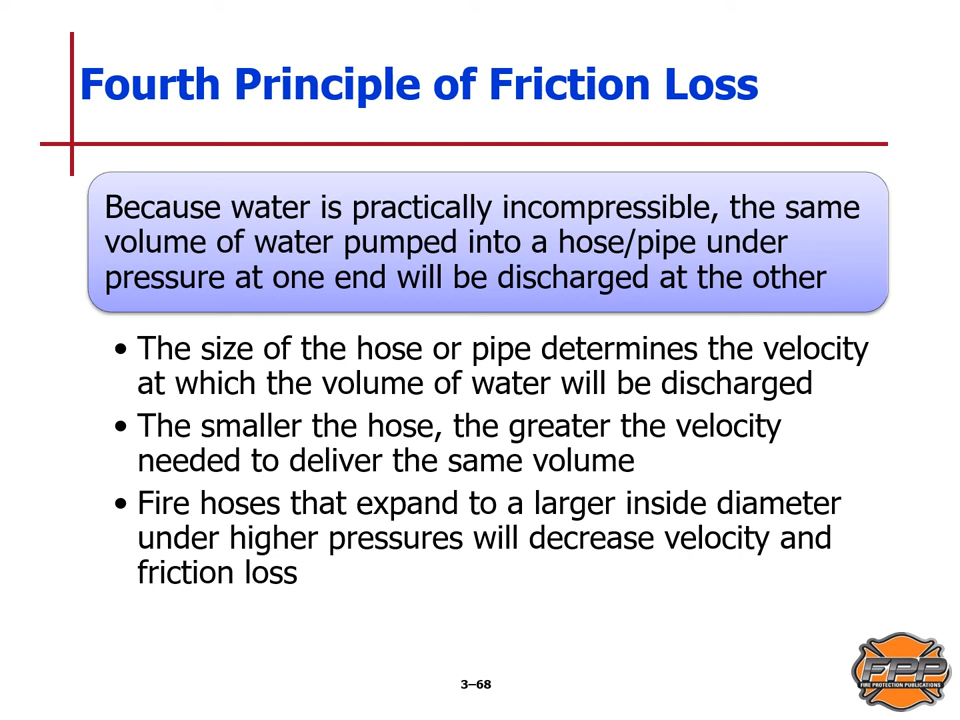 Fourth Principle of Friction Loss
Because water is practically incompressible, the same
volume of water pumped into a hose/pipe under
pressure at one end will be discharged at the other
• The size of the hose or pipe determines the velocity
at which the volume of water will be discharged
• The smaller the hose, the greater the velocity
needed to deliver the same volume
• Fire hoses that expand to a larger inside diameter
under higher pressures will decrease velocity and
friction loss
3–68
FPP
FIRE PROTECTION PUBLICATIONS